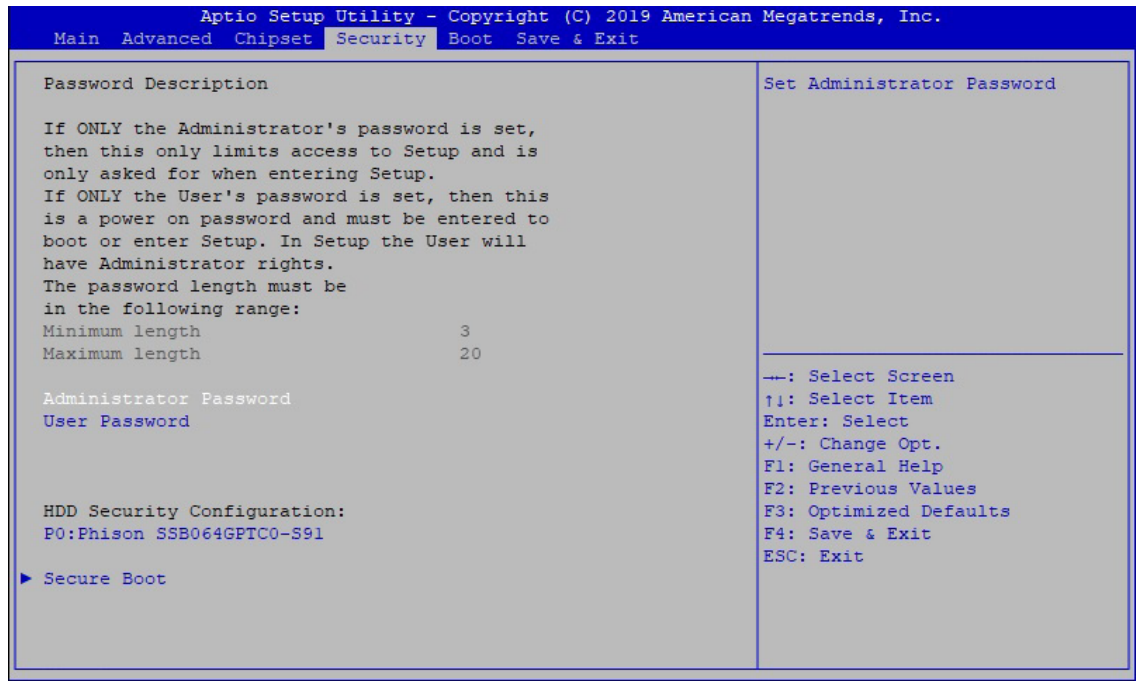 Aptio Setup Utility – Copyright (C) 2019 American Megatrends, Inc.
Main Advanced Chipset Security Boot Save & Exit
Password Description
If ONLY the Administrator's password is set,
then this only limits access to Setup and is
only asked for when entering Setup.
If ONLY the User's password is set, then this
is a power on password and must be entered to
boot or enter Setup. In Setup the User will
have Administrator rights.
The password length must be
in the following range:
Minimum length 3
Maximum length 20
Administrator Password
User Password
HDD Security Configuration:
P0:Phison SSB064GPTC0-S91
► Secure Boot
Set Administrator Password
→←: Select Screen
↑↓: Select Item
Enter: Select
+/-: Change Opt.
F1: General Help
F2: Previous Values
F3: Optimized Defaults
F4: Save & Exit
ESC: Exit